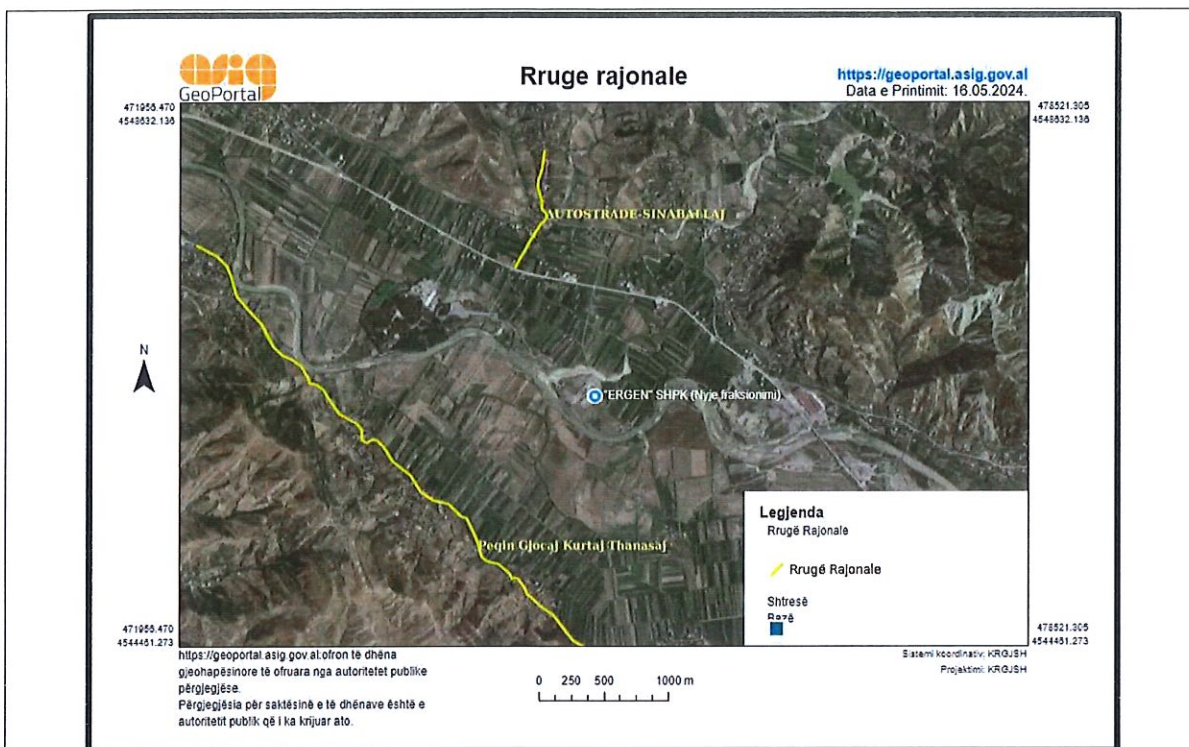 asig
GeoPortal
Rruge rajonale
https://geoportal.asig.gov.al
Data e Printimit: 16.05.2024.
471956.470
4548632.136
478521.305
4548632.136
AUTOSTRADE-SINABALLAJ
N
"ERGEN" SHPK (Nyje fraksionimi)
Peqin Gjocaj Kurtaj Thanasaj
Legjenda
Rrugë Rajonale
Rrugë Rajonale
Shtresë
Bazë
471956.470
4544461.273
478521.305
4544461.273
https://geoportal.asig.gov.al:ofron të dhëna
gjeohapësinore të ofruara nga autoritetet publike
përgjegjëse.
Përgjegjësia për saktësinë e të dhënave është e
autoritetit publik që i ka krijuar ato.
0 250 500 1000 m
Sistemi koordinativ: KRGJSH
Projektimi: KRGJSH